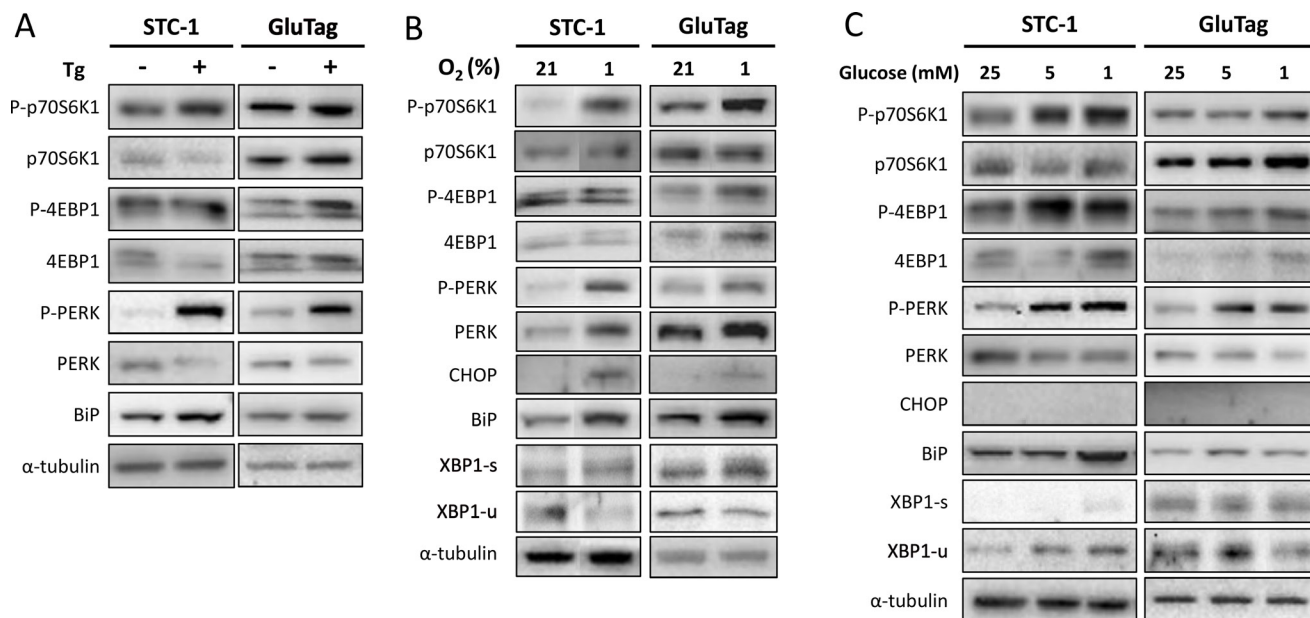 A
STC-1 GluTag
Tg - + - +
P-p70S6K1
p70S6K1
P-4EBP1
4EBP1
P-PERK
PERK
BiP
α-tubulin
B
STC-1 GluTag
O₂ (%) 21 1 21 1
P-p70S6K1
p70S6K1
P-4EBP1
4EBP1
P-PERK
PERK
CHOP
BiP
XBP1-s
XBP1-u
α-tubulin
C
STC-1 GluTag
Glucose (mM) 25 5 1 25 5 1
P-p70S6K1
p70S6K1
P-4EBP1
4EBP1
P-PERK
PERK
CHOP
BiP
XBP1-s
XBP1-u
α-tubulin